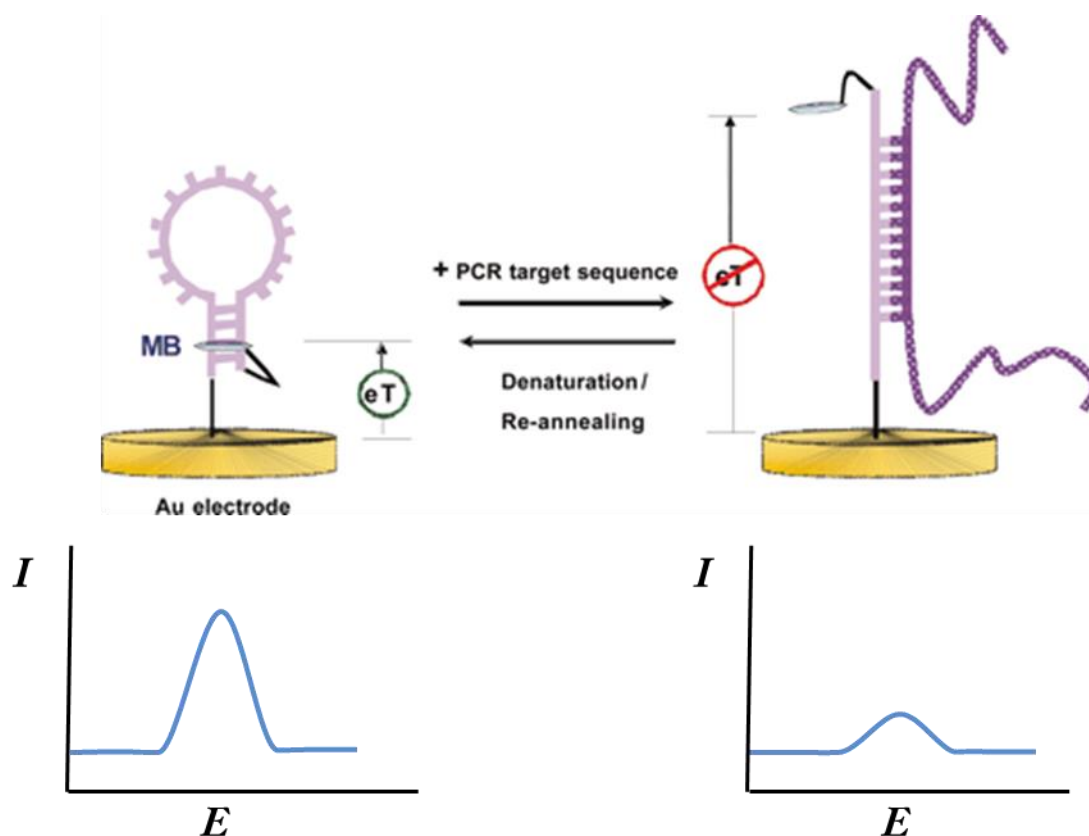 eT
+ PCR target sequence
MB
eT
Denaturation/
Re-annealing
Au electrode
I
I
E
E